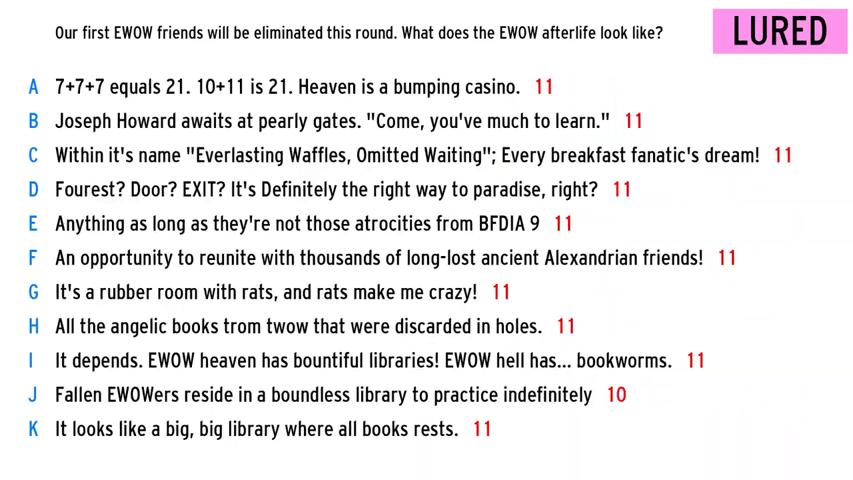 Our first EWOW friends will be eliminated this round. What does the EWOW afterlife look like?
LURED
A 7+7+7 equals 21. 10+11 is 21. Heaven is a bumping casino. 11
B Joseph Howard awaits at pearly gates. "Come, you've much to learn." 11
C Within it's name "Everlasting Waffles, Omitted Waiting"; Every breakfast fanatic's dream! 11
D Fourest? Door? EXIT? It's Definitely the right way to paradise, right? 11
E Anything as long as they're not those atrocities from BFDIA 9 11
F An opportunity to reunite with thousands of long-lost ancient Alexandrian friends! 11
G It's a rubber room with rats, and rats make me crazy! 11
H All the angelic books trom twow that were discarded in holes. 11
I It depends. EWOW heaven has bountiful libraries! EWOW hell has... bookworms. 11
J Fallen EWOWers reside in a boundless library to practice indefinitely 10
K It looks like a big, big library where all books rests. 11